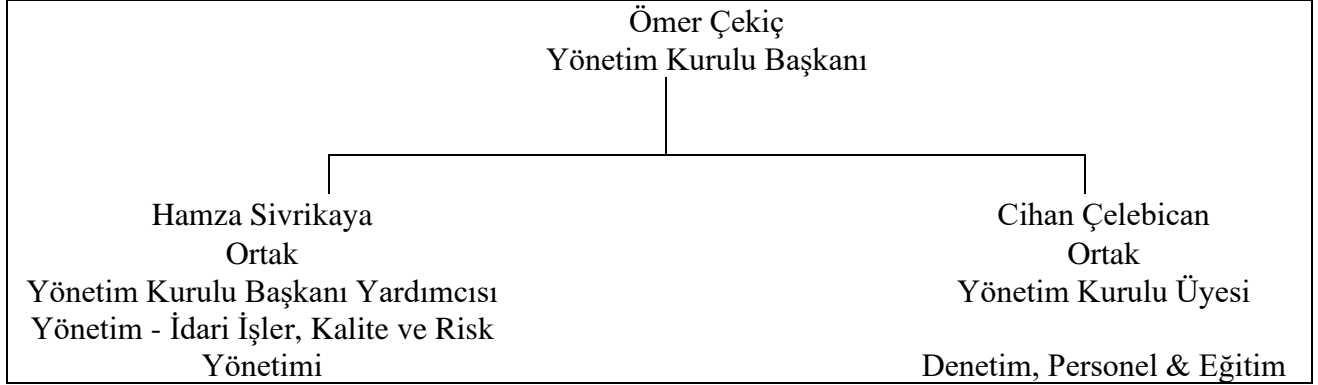 Ömer Çekiç
Yönetim Kurulu Başkanı
Hamza Sivrikaya
Ortak
Yönetim Kurulu Başkanı Yardımcısı
Yönetim - İdari İşler, Kalite ve Risk
Yönetimi
Cihan Çelebican
Ortak
Yönetim Kurulu Üyesi
Denetim, Personel & Eğitim